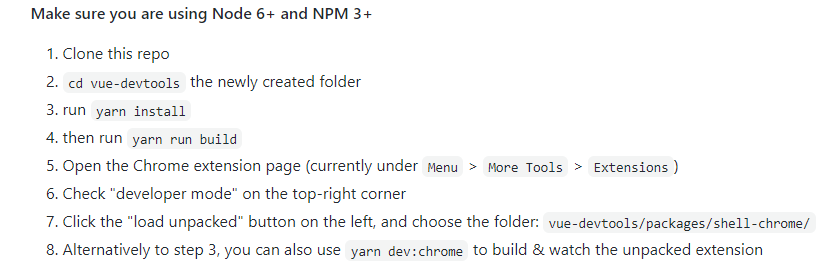 Make sure you are using Node 6+ and NPM 3+
1. Clone this repo
2. cd vue-devtools the newly created folder
3. run yarn install
4. then run yarn run build
5. Open the Chrome extension page (currently under Menu > More Tools > Extensions)
6. Check "developer mode" on the top-right corner
7. Click the "load unpacked" button on the left, and choose the folder: vue-devtools/packages/shell-chrome/
8. Alternatively to step 3, you can also use yarn dev:chrome to build & watch the unpacked extension